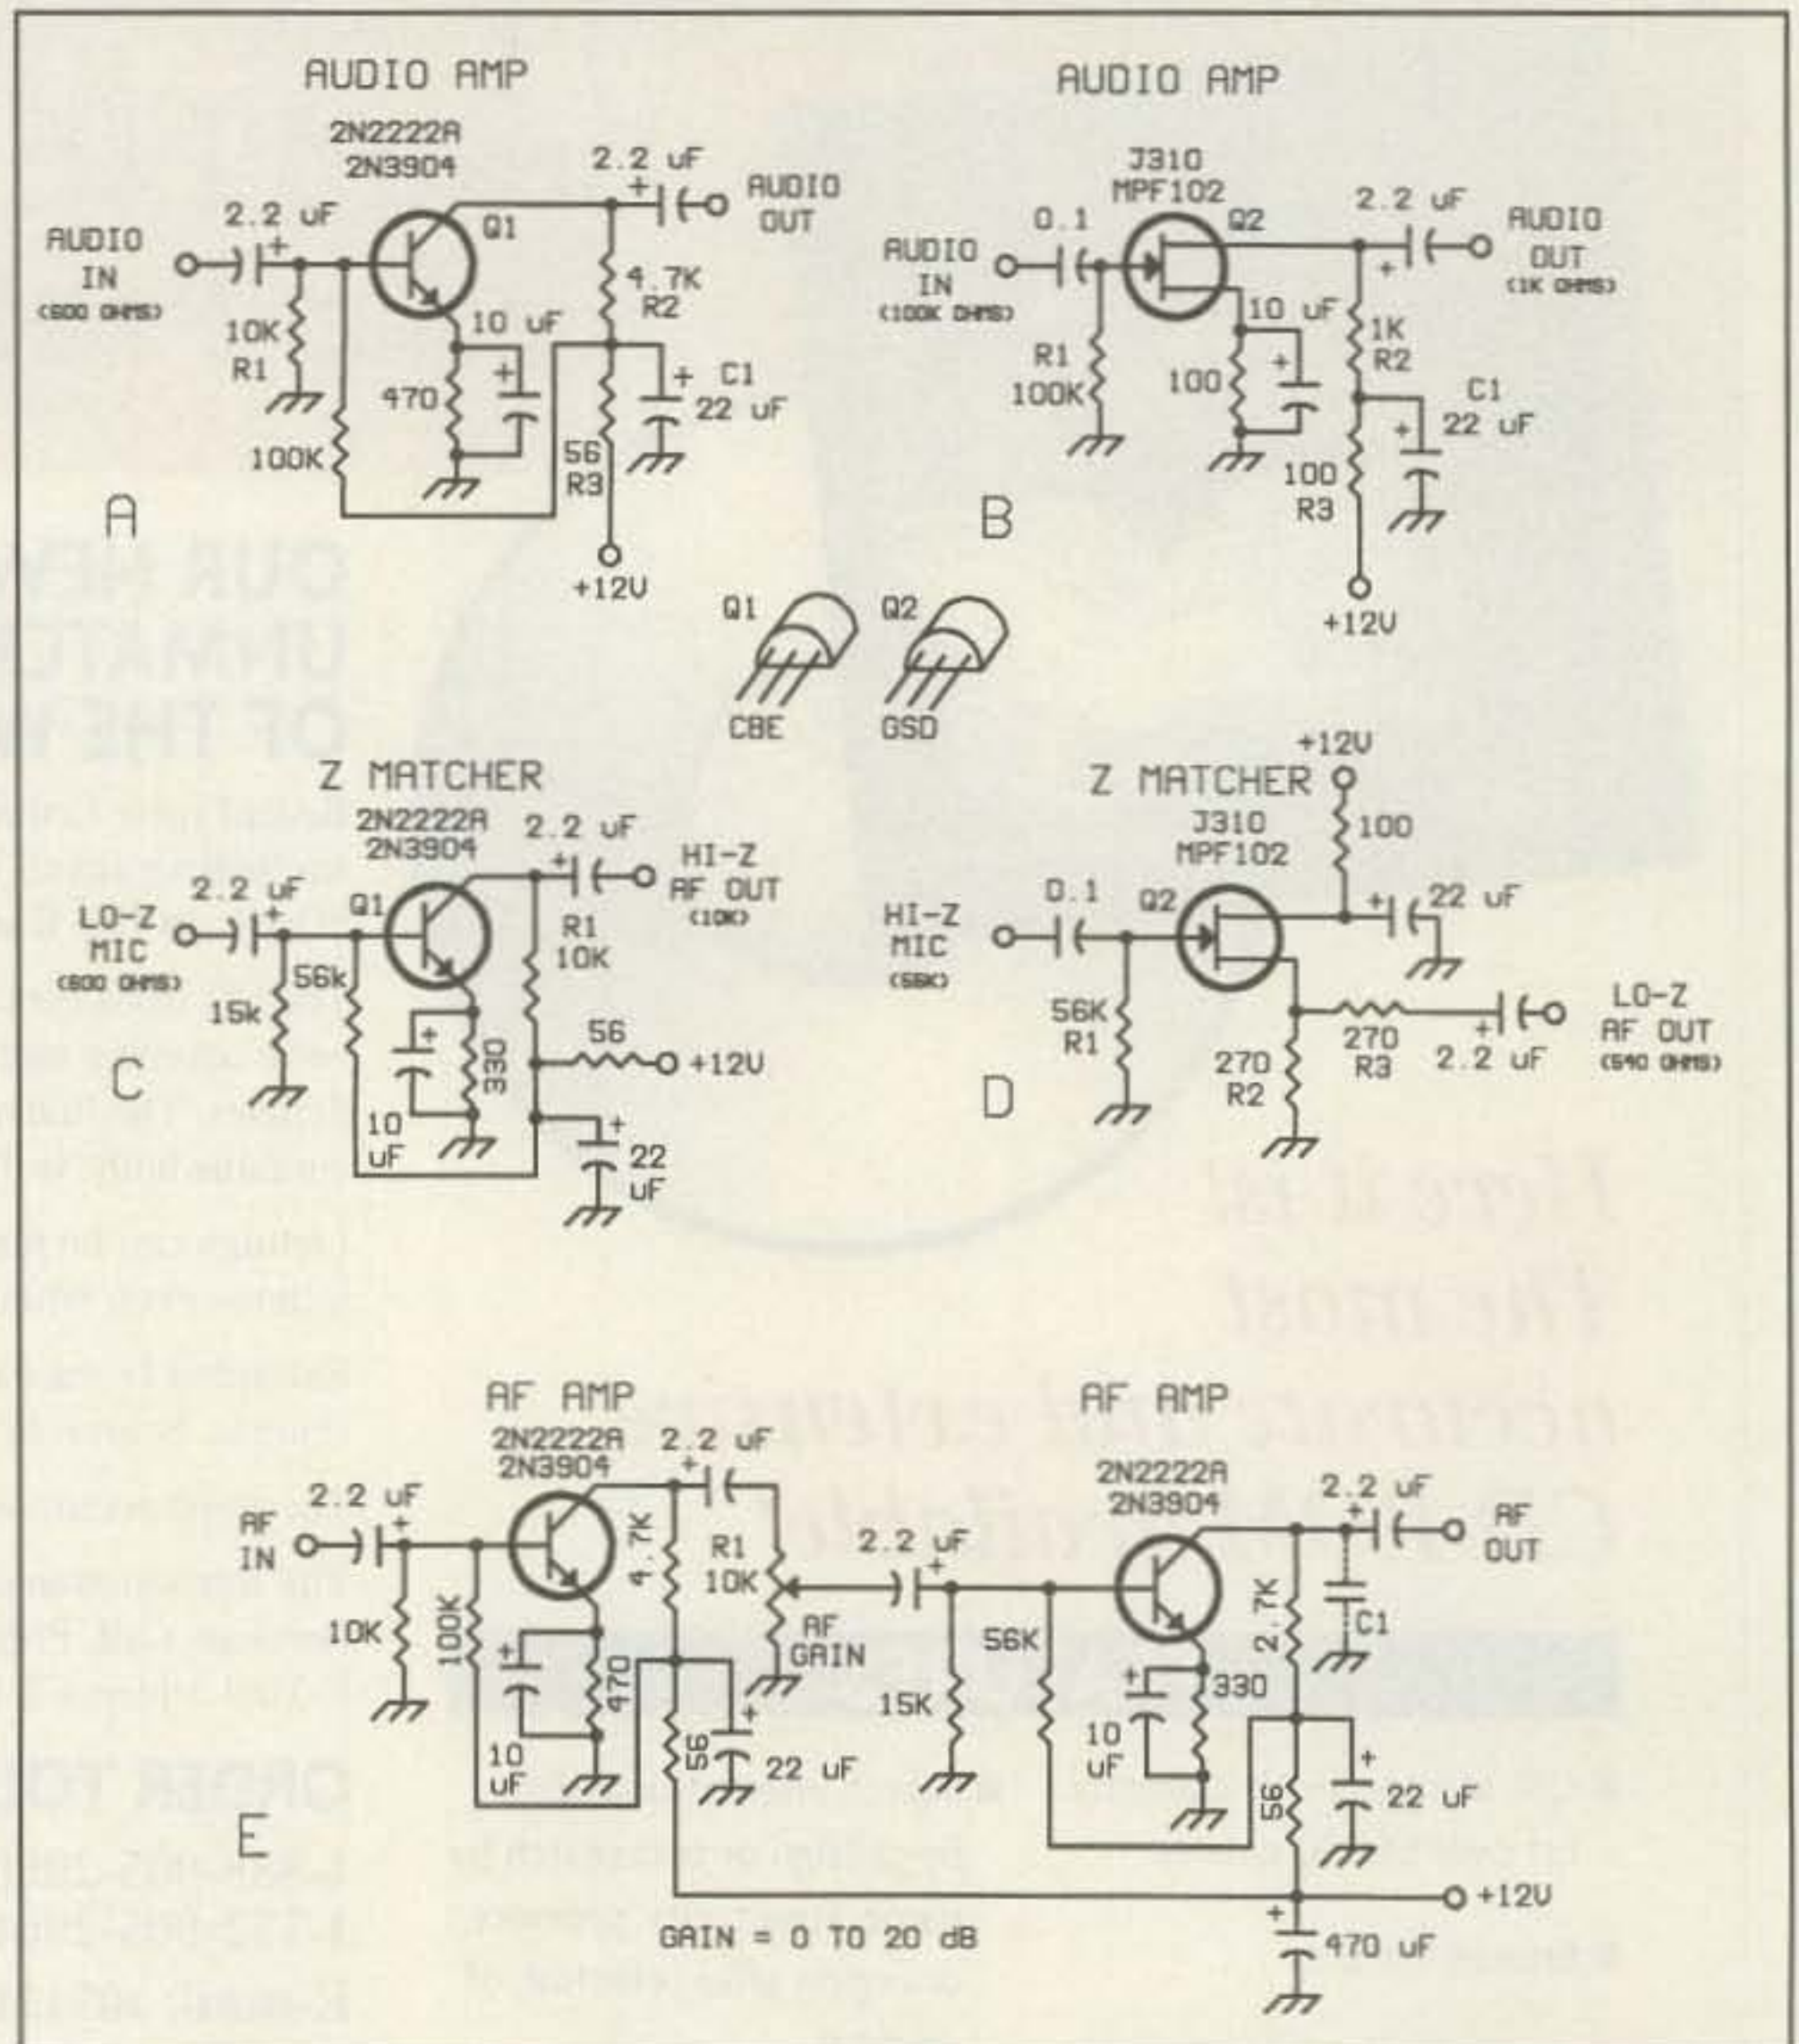 AUDIO AMP
2N2222A
2N3904
2.2 uF
AUDIO
OUT
Q1
2.2 uF
AUDIO
IN
(600 OHMS)
10K
R1
4.7K
R2
10 uF
470
C1
22 uF
100K
56
R3
+12V
A
AUDIO AMP
J310
MPF102
Q2
0.1
2.2 uF
AUDIO
IN
(100K OHMS)
AUDIO
OUT
(1K OHMS)
R1
100K
10 uF
100
1K
R2
C1
22 uF
100
R3
+12V
B
Q1
CBE
Q2
GSD
Z MATCHER
2N2222A
2N3904
2.2 uF
HI-Z
AF OUT
(10K)
2.2 uF
Q1
LO-Z
MIC
(600 OHMS)
R1
10K
56k
15k
330
56
+12V
10
uF
22
uF
C
Z MATCHER
+12V
J310
MPF102
100
0.1
Q2
22 uF
HI-Z
MIC
(56K)
56K
R1
270
R2
270
R3
2.2 uF
LO-Z
AF OUT
(540 OHMS)
D
AF AMP
2N2222A
2N3904
2.2 uF
2.2 uF
AF
IN
4.7K
R1
10K
AF
GAIN
10K
100K
470
10
uF
56
22 uF
AF AMP
2N2222A
2N3904
2.2 uF
2.2 uF
AF
OUT
2.7K
C1
56K
15K
330
10
uF
56
22 uF
E
+12V
GAIN = 0 TO 20 dB
470 uF